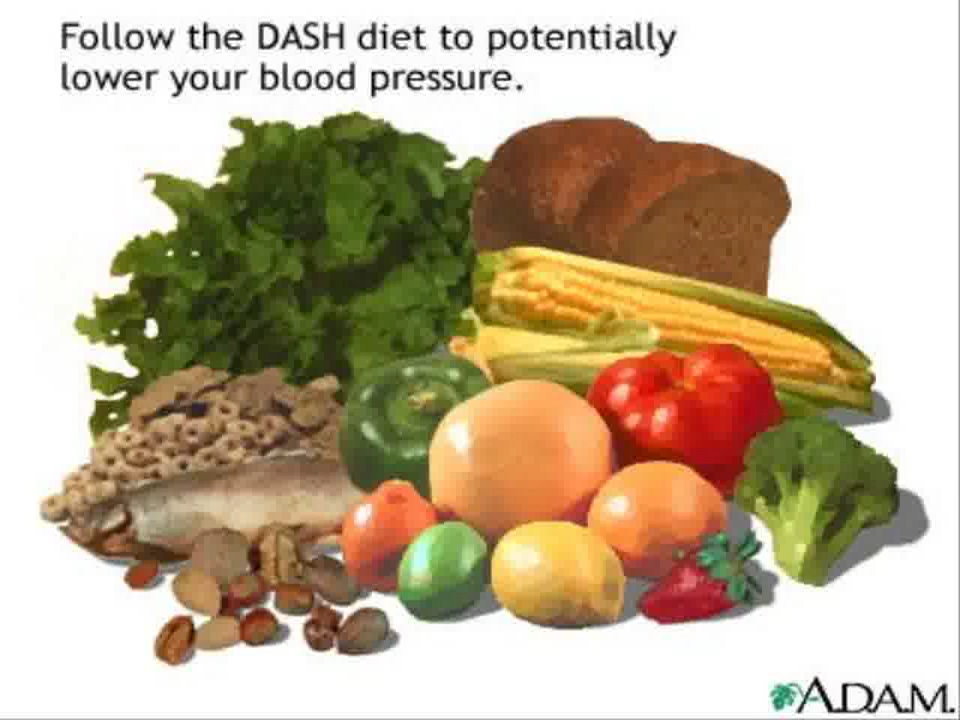 Follow the DASH diet to potentially
lower your blood pressure.
A.D.A.M.